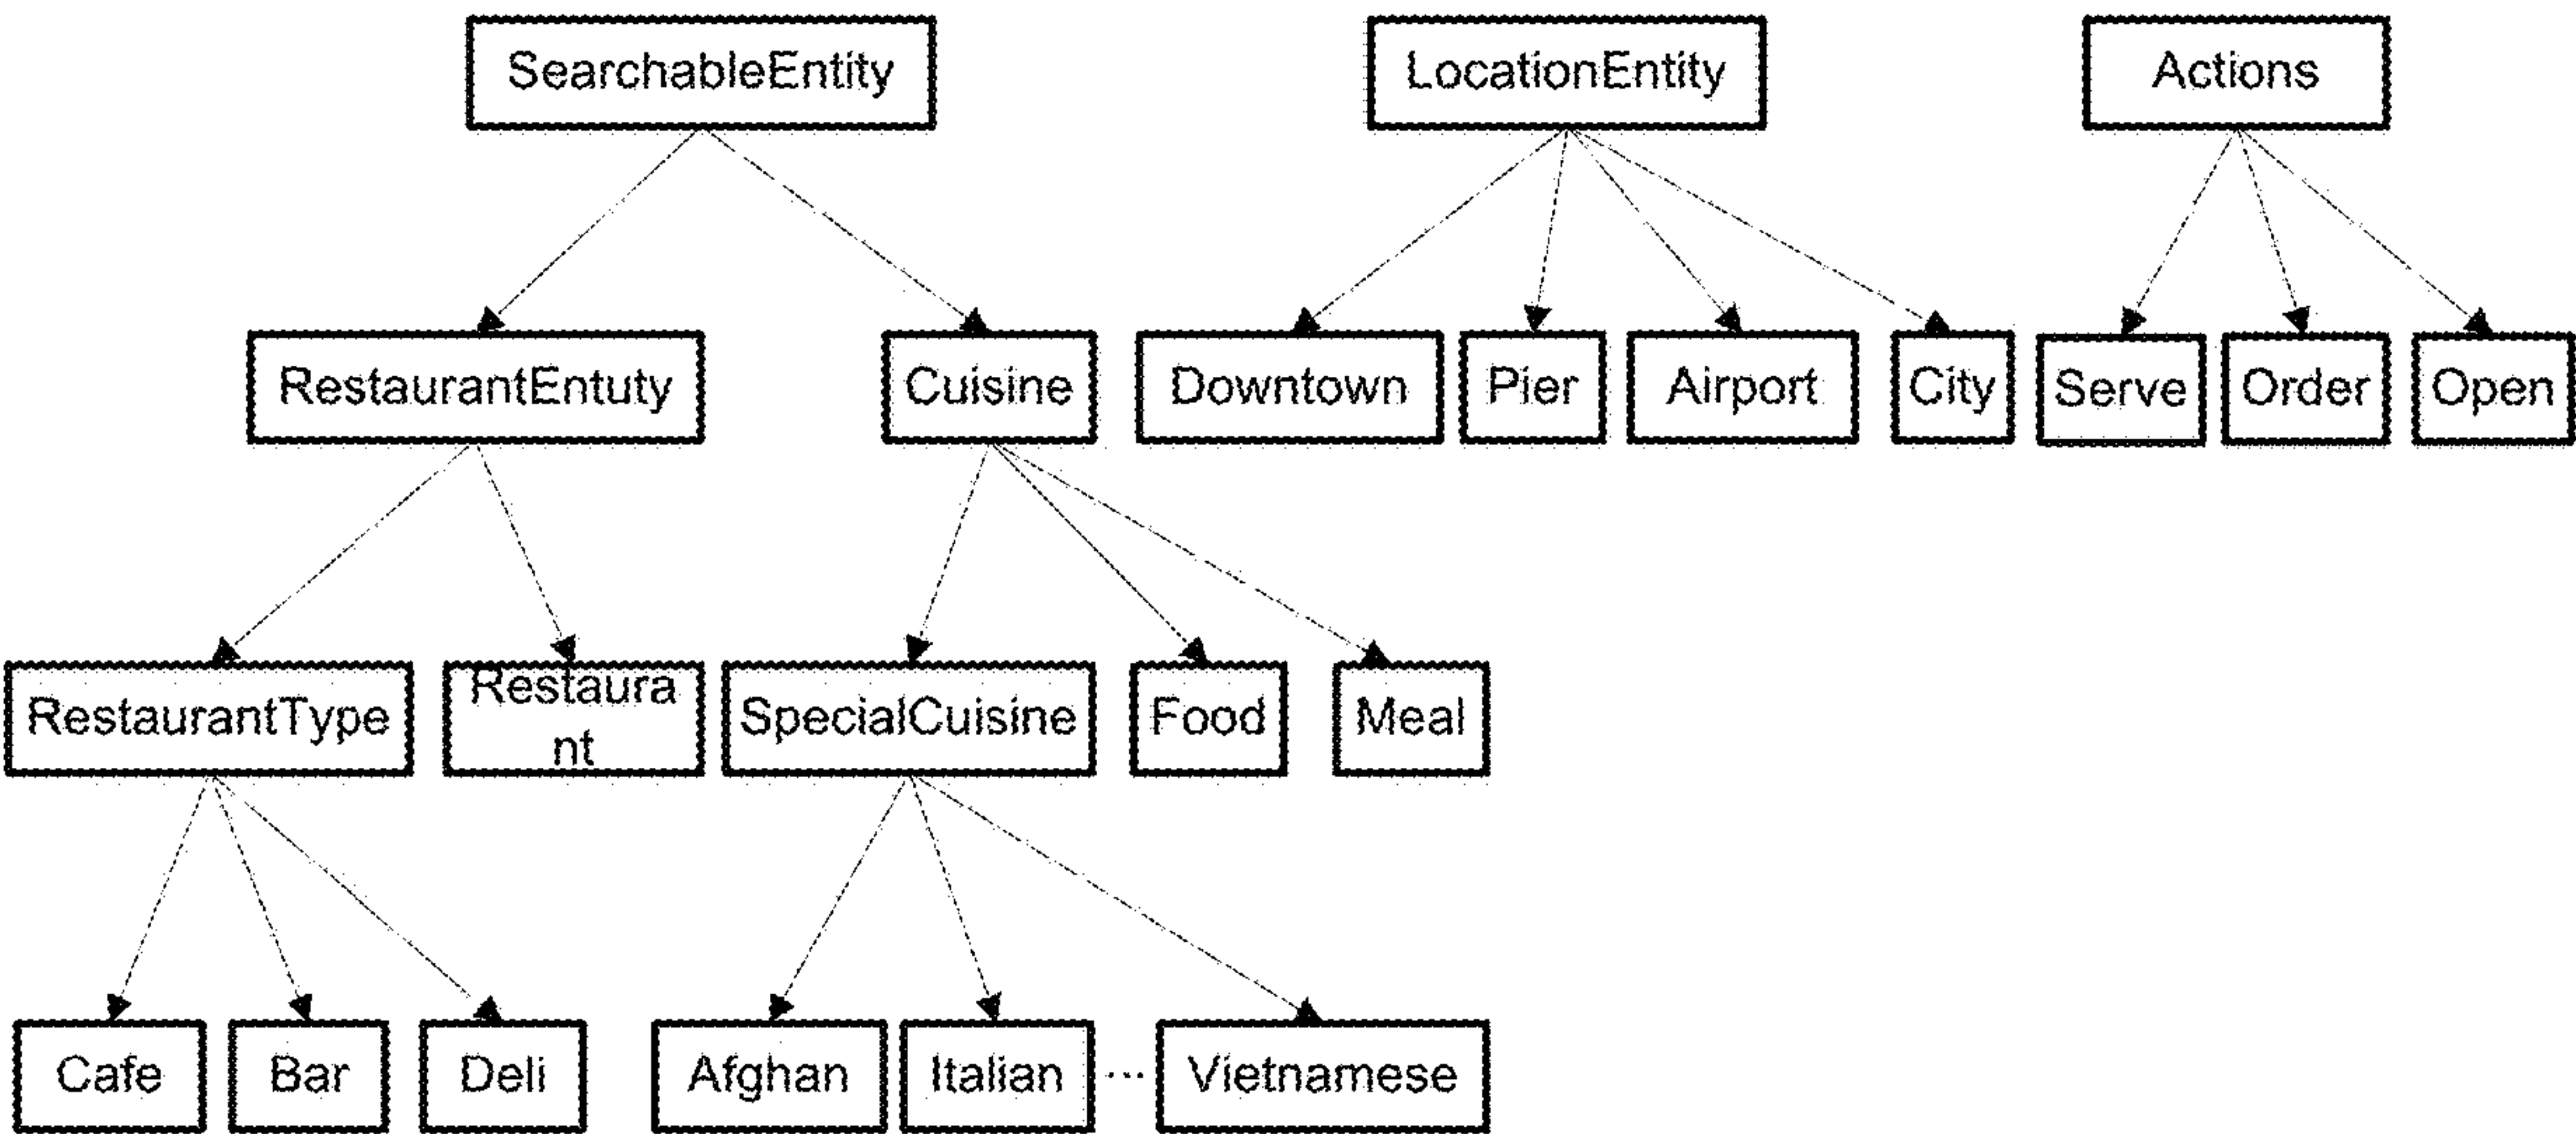 SearchableEntity
LocationEntity
Actions
RestaurantEntuty
Cuisine
Downtown
Pier
Airport
City
Serve
Order
Open
RestaurantType
Restaura
nt
SpecialCuisine
Food
Meal
Cafe
Bar
Deli
Afghan
Italian
...
Vietnamese